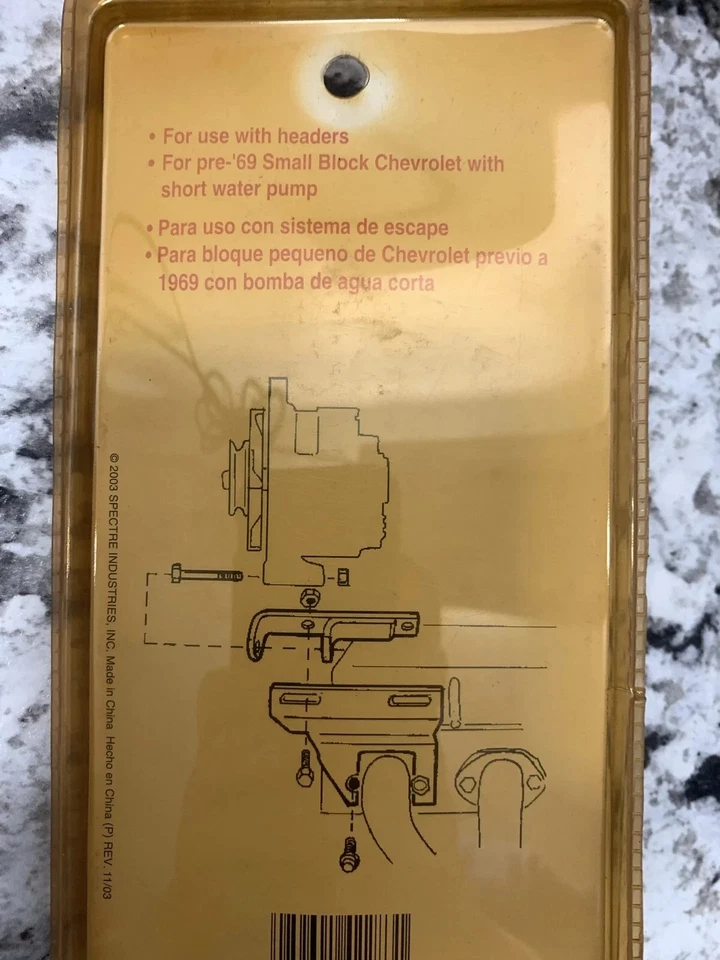 • For use with headers
• For pre-'69 Small Block Chevrolet with
short water pump
• Para uso con sistema de escape
• Para bloque pequeno de Chevrolet previo a
1969 con bomba de agua corta
© 2003 SPECTRE INDUSTRIES, INC. Made in China Hecho en China (P) REV. 11/03